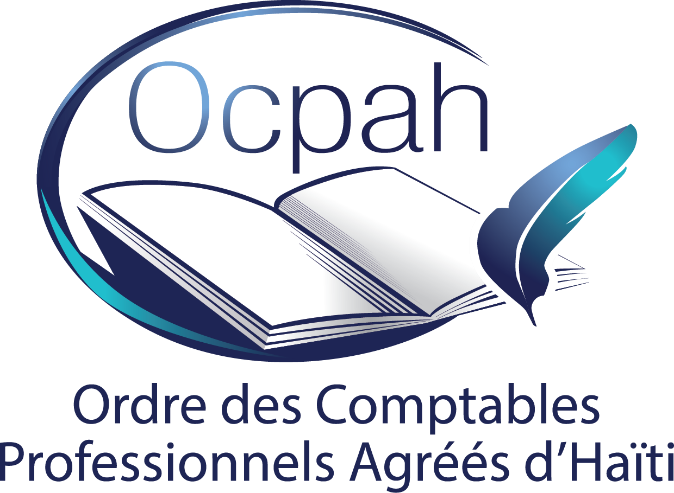 Ocpah
Ordre des Comptables
Professionnels Agréés d’Haïti